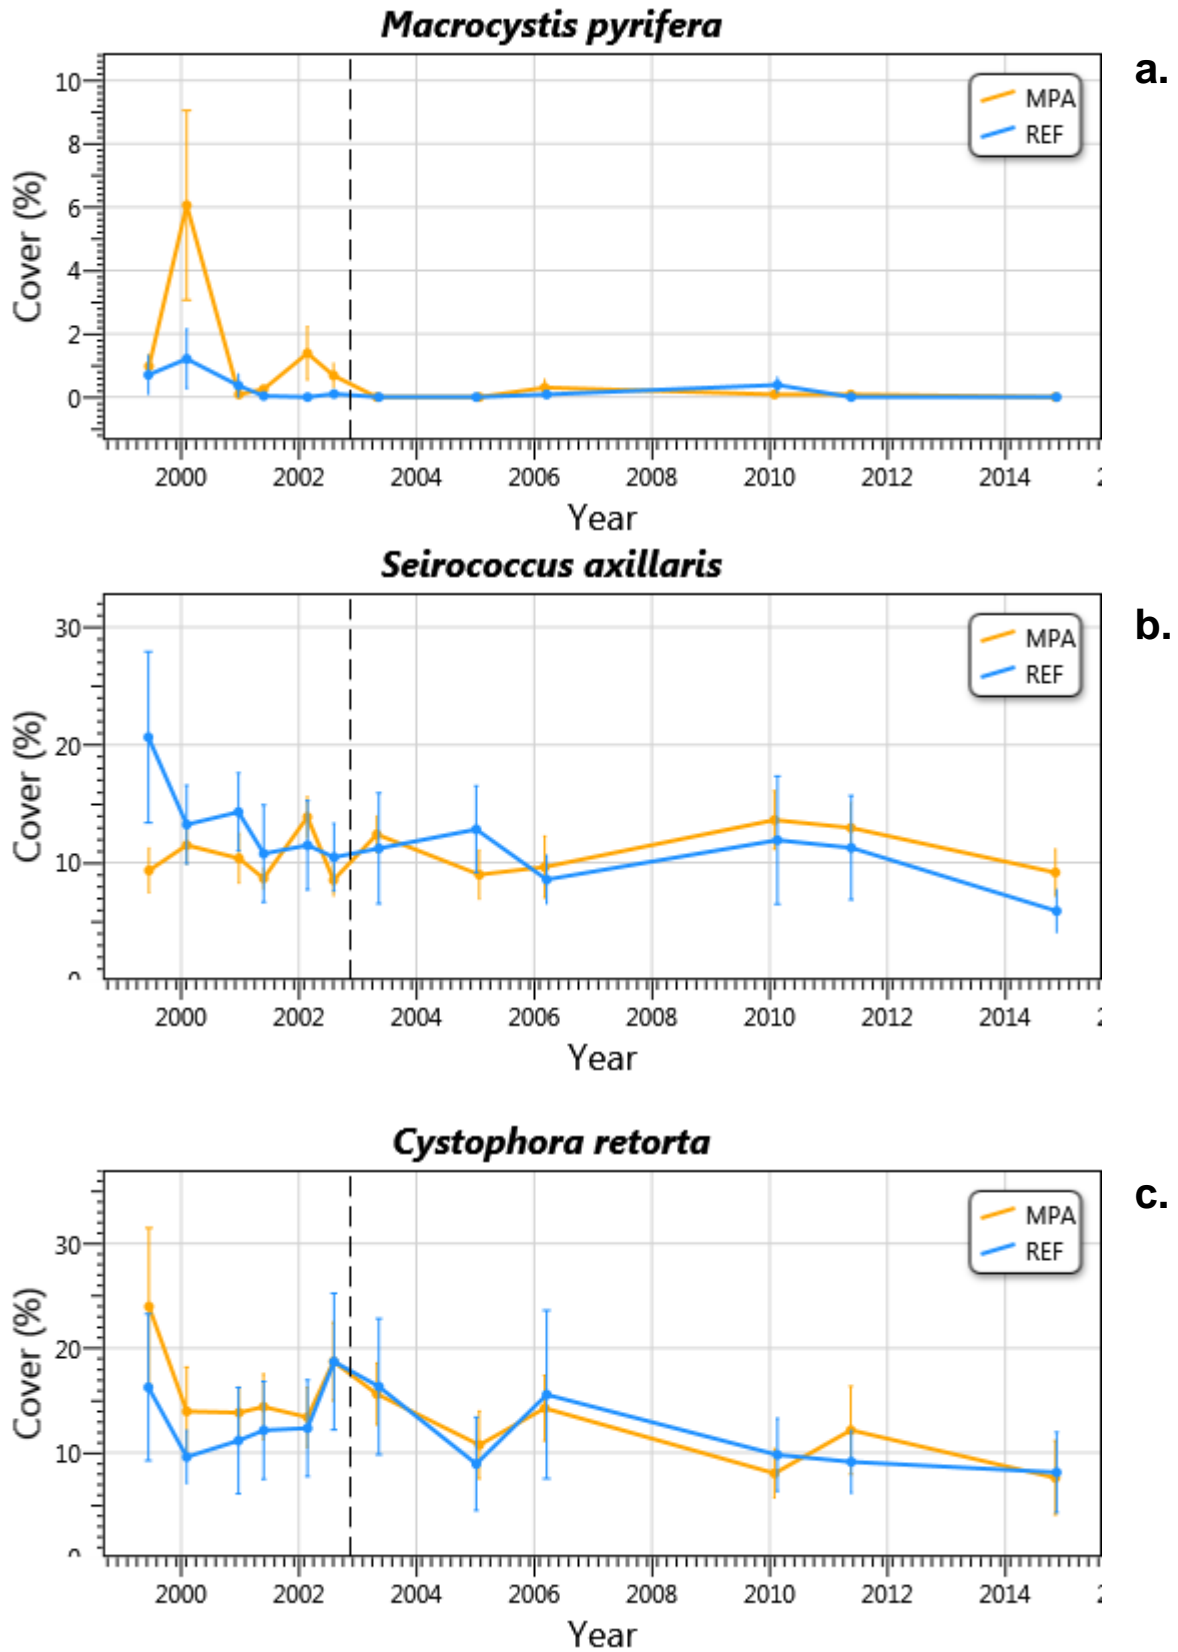 Macrocystis pyrifera
a.
MPA
REF
10
8
6
4
2
0
Cover (%)
2000 2002 2004 2006 2008 2010 2012 2014
Year
Seirococcus axillaris
b.
MPA
REF
30
20
10
Cover (%)
2000 2002 2004 2006 2008 2010 2012 2014
Year
Cystophora retorta
c.
MPA
REF
30
20
10
Cover (%)
2000 2002 2004 2006 2008 2010 2012 2014
Year